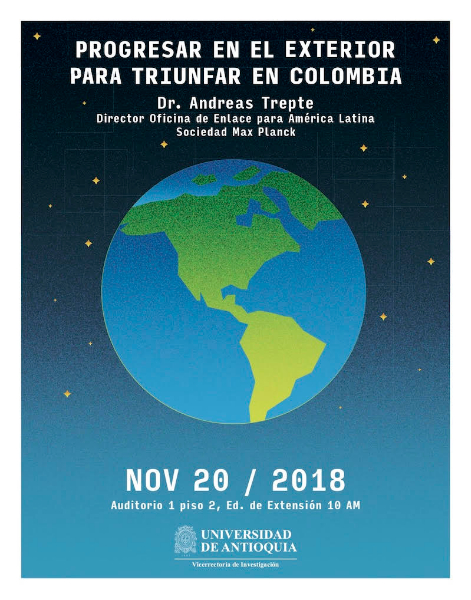 PROGRESAR EN EL EXTERIOR
PARA TRIUNFAR EN COLOMBIA
Dr. Andreas Trepte
Director Oficina de Enlace para América Latina
Sociedad Max Planck
NOV 20 / 2018
Auditorio 1 piso 2, Ed. de Extensión 10 AM
UNIVERSIDAD
DE ANTIOQUIA
Vicerrectoría de Investigación